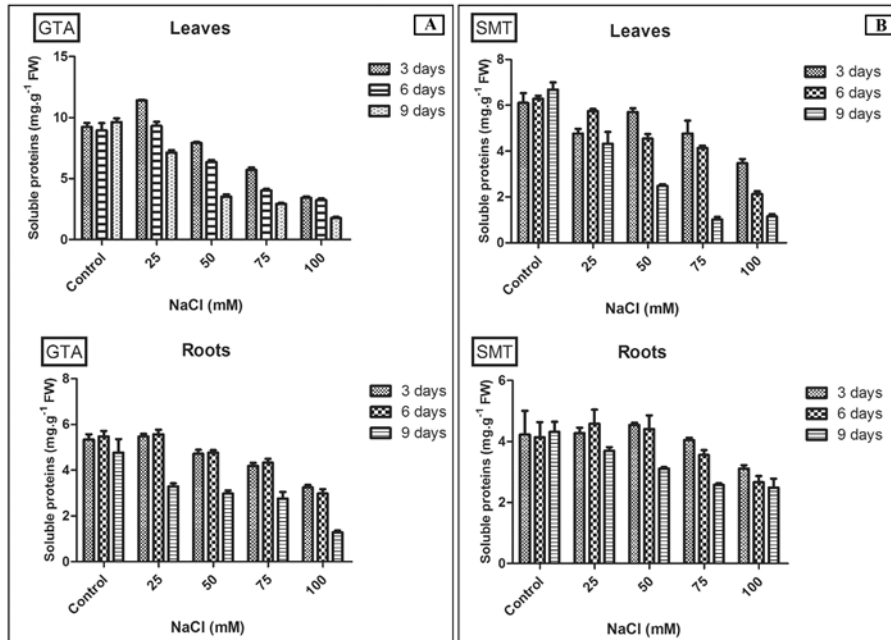 GTA
Leaves
A
Soluble proteins (mg.g-1 FW)
15
10
5
0
Control
25
50
75
100
NaCl (mM)
3 days
6 days
9 days
SMT
Leaves
B
Soluble proteins (mg.g-1 FW)
8
6
4
2
0
Control
25
50
75
100
NaCl (mM)
3 days
6 days
9 days
GTA
Roots
Soluble proteins (mg.g-1 FW)
8
6
4
2
0
Control
25
50
75
100
NaCl (mM)
3 days
6 days
9 days
SMT
Roots
Soluble proteins (mg.g-1 FW)
6
4
2
0
Control
25
50
75
100
NaCl (mM)
3 days
6 days
9 days